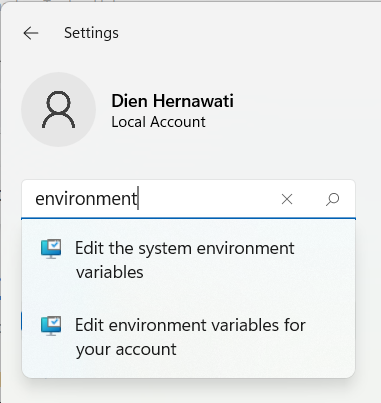 Settings
Dien Hernawati
Local Account
environment
Edit the system environment
variables
Edit environment variables for
your account